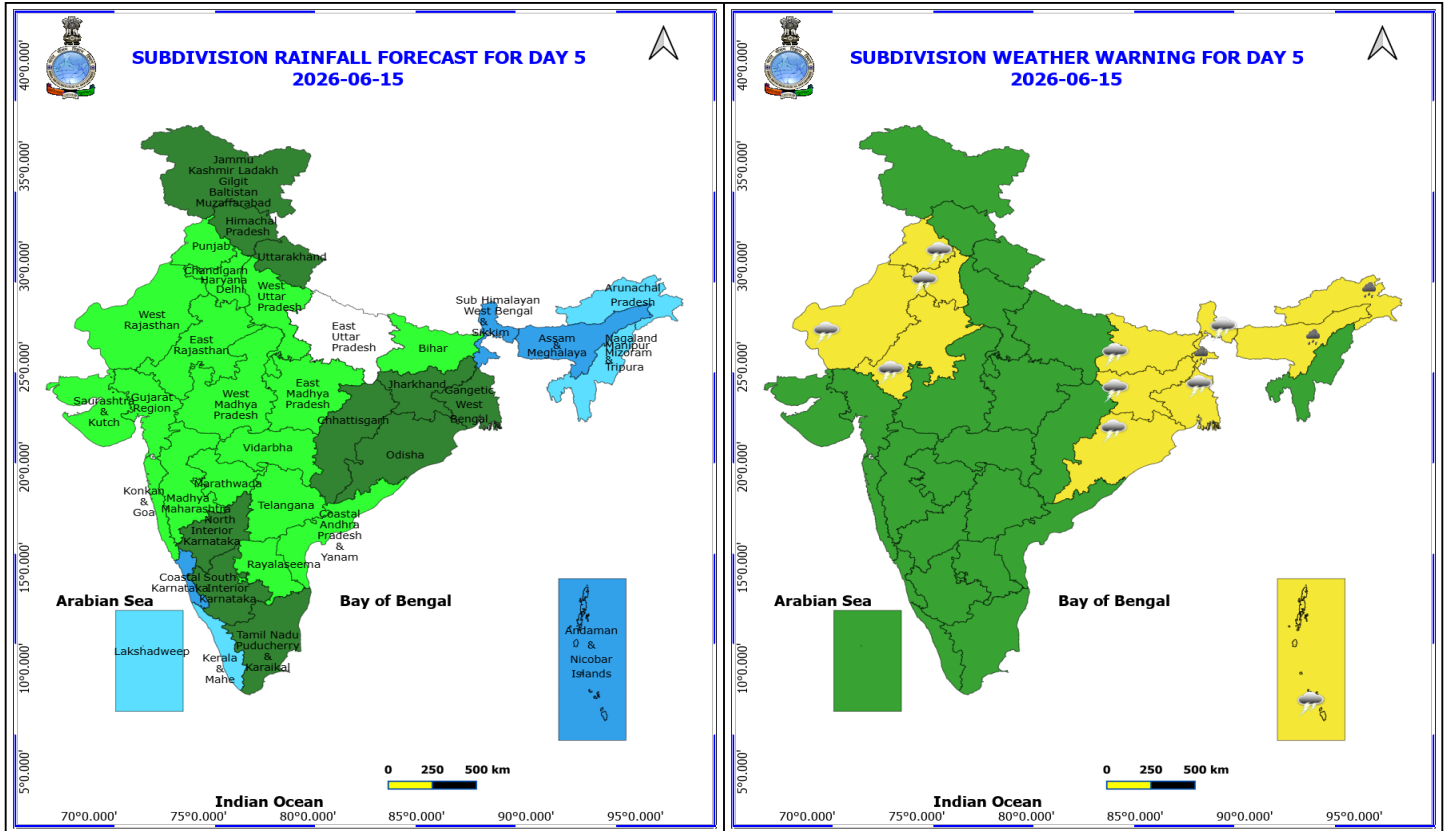 SUBDIVISION RAINFALL FORECAST FOR DAY 5
2026-06-15
40°0.000'
35°0.000'
30°0.000'
25°0.000'
20°0.000'
15°0.000'
10°0.000'
5°0.000'
Jammu
Kashmir Ladakh
Gilgit
Baltistan
Muzaffarabad
Himachal
Pradesh
Punjab
Uttarakhand
Chandigarh
Haryana
Delhi
West
Uttar
Pradesh
West
Rajasthan
East
Rajasthan
East
Uttar
Pradesh
Bihar
Sub Himalayan
West Bengal
&
Sikkim
Arunachal
Pradesh
Assam
&
Meghalaya
Nagaland
Manipur
Mizoram
&
Tripura
Saurashtra
&
Kutch
Gujarat
Region
West
Madhya
Pradesh
East
Madhya
Pradesh
Jharkhand
Gangetic
West
Bengal
Chhattisgarh
Odisha
Vidarbha
Konkan
&
Goa
Madhya
Maharashtra
Marathwada
Telangana
North
Interior
Karnataka
Coastal
Andhra
Pradesh
&
Yanam
Rayalaseema
Coastal
Karnataka
South
Interior
Karnataka
Arabian Sea
Bay of Bengal
Lakshadweep
Kerala
&
Mahe
Tamil Nadu
Puducherry
&
Karaikal
Andaman
&
Nicobar
Islands
0 250 500 km
Indian Ocean
70°0.000' 75°0.000' 80°0.000' 85°0.000' 90°0.000' 95°0.000'
SUBDIVISION WEATHER WARNING FOR DAY 5
2026-06-15
40°0.000'
35°0.000'
30°0.000'
25°0.000'
20°0.000'
15°0.000'
10°0.000'
5°0.000'
Arabian Sea
Bay of Bengal
0 250 500 km
Indian Ocean
70°0.000' 75°0.000' 80°0.000' 85°0.000' 90°0.000' 95°0.000'